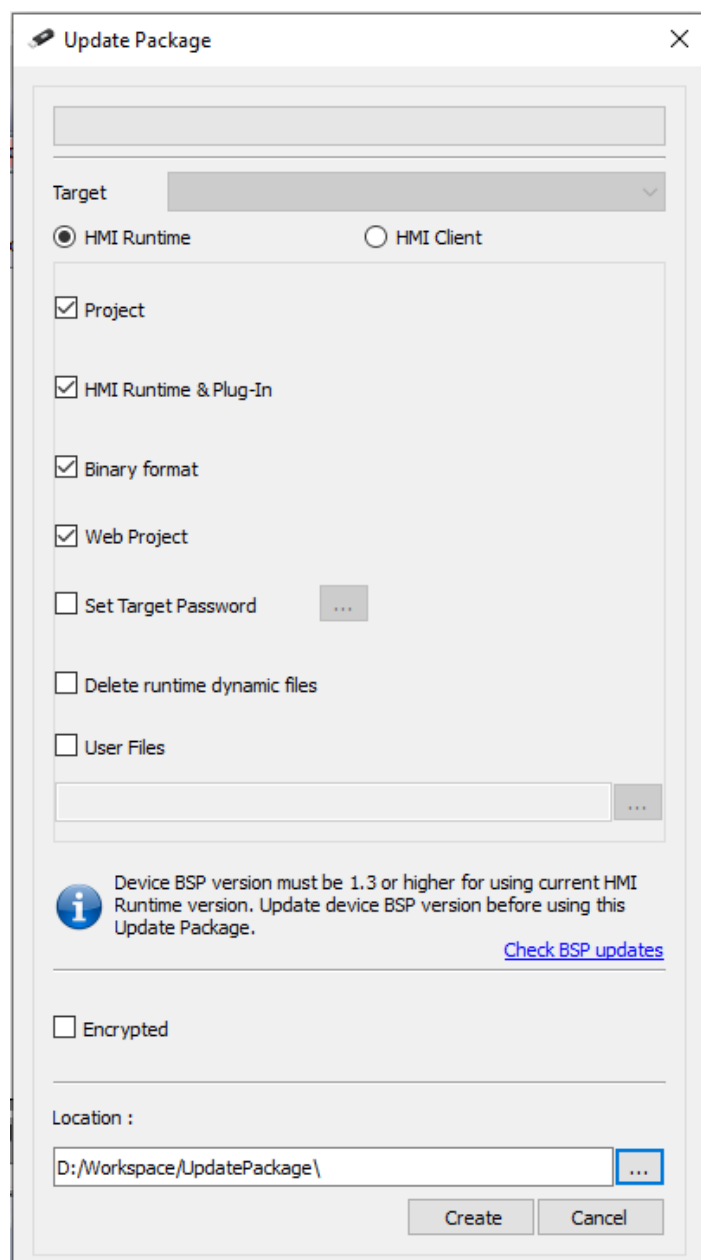 Update Package
Target
HMI Runtime
HMI Client
Project
HMI Runtime & Plug-In
Binary format
Web Project
Set Target Password
...
Delete runtime dynamic files
User Files
...
Device BSP version must be 1.3 or higher for using current HMI
Runtime version. Update device BSP version before using this
Update Package.
Check BSP updates
Encrypted
Location :
D:/Workspace/UpdatePackage\
...
Create
Cancel